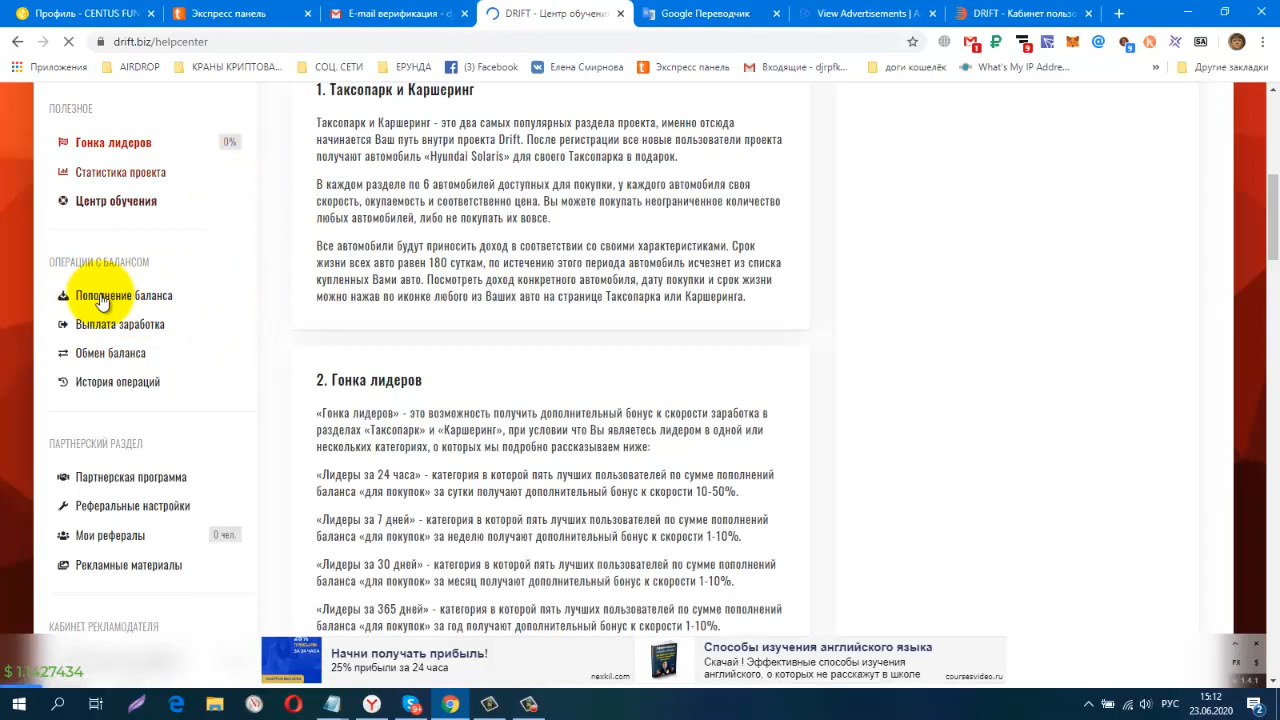 Профиль - CENTUS FUN
Экспресс панель
E-mail верификация - d
DRIFT - Центр обучени
Google Переводчик
View Advertisements | A
DRIFT - Кабинет пользо
drift.biz/helpcenter
Приложения
AIRDROP
КРАНЫ КРИПТОВА...
СОЦ. СЕТИ
ЕРУНДА
(3) Facebook
Елена Смирнова
Экспресс панель
Входящие - djrpfk...
доги кошелёк
What's My IP Addre...
Другие закладки
ПОЛЕЗНОЕ
Гонка лидеров
0%
Статистика проекта
Центр обучения
ОПЕРАЦИИ С БАЛАНСОМ
Пополнение баланса
Выплата заработка
Обмен баланса
История операций
ПАРТНЕРСКИЙ РАЗДЕЛ
Партнерская программа
Реферальные настройки
Мои рефералы
0 чел.
Рекламные материалы
КАБИНЕТ РЕКЛАМОДАТЕЛЯ
1. Таксопарк и Каршеринг
Таксопарк и Каршеринг - это два самых популярных раздела проекта, именно отсюда
начинается Ваш путь внутри проекта Drift. После регистрации все новые пользователи проекта
получают автомобиль «Hyundai Solaris» для своего Таксопарка в подарок.
В каждом разделе по 6 автомобилей доступных для покупки, у каждого автомобиля своя
скорость, окупаемость и соответственно цена. Вы можете покупать неограниченное количество
любых автомобилей, либо не покупать их вовсе.
Все автомобили будут приносить доход в соответствии со своими характеристиками. Срок
жизни всех авто равен 180 суткам, по истечению этого периода автомобиль исчезнет из списка
купленных Вами авто. Посмотреть доход конкретного автомобиля, дату покупки и срок жизни
можно нажав по иконке любого из Ваших авто на странице Таксопарка или Каршеринга.
2. Гонка лидеров
«Гонка лидеров» - это возможность получить дополнительный бонус к скорости заработка в
разделах «Таксопарк» и «Каршеринг», при условии что Вы являетесь лидером в одной или
нескольких категориях, о которых мы подробно рассказываем ниже:
«Лидеры за 24 часа» - категория в которой пять лучших пользователей по сумме пополнений
баланса «для покупок» за сутки получают дополнительный бонус к скорости 10-50%.
«Лидеры за 7 дней» - категория в которой пять лучших пользователей по сумме пополнений
баланса «для покупок» за неделю получают дополнительный бонус к скорости 1-10%.
«Лидеры за 30 дней» - категория в которой пять лучших пользователей по сумме пополнений
баланса «для покупок» за месяц получают дополнительный бонус к скорости 1-10%.
«Лидеры за 365 дней» - категория в которой пять лучших пользователей по сумме пополнений
баланса «для покупок» за год получают дополнительный бонус к скорости 1-10%.
$ 1.1427434
Начни получать прибыль!
25% прибыли за 24 часа
nexkil.com
Способы изучения английского языка
Скачай ! Эффективные способы изучения
английского, о которых не расскажут в школе
coursesvideo.ru
1.4.1
РУС
15:12
23.06.2020